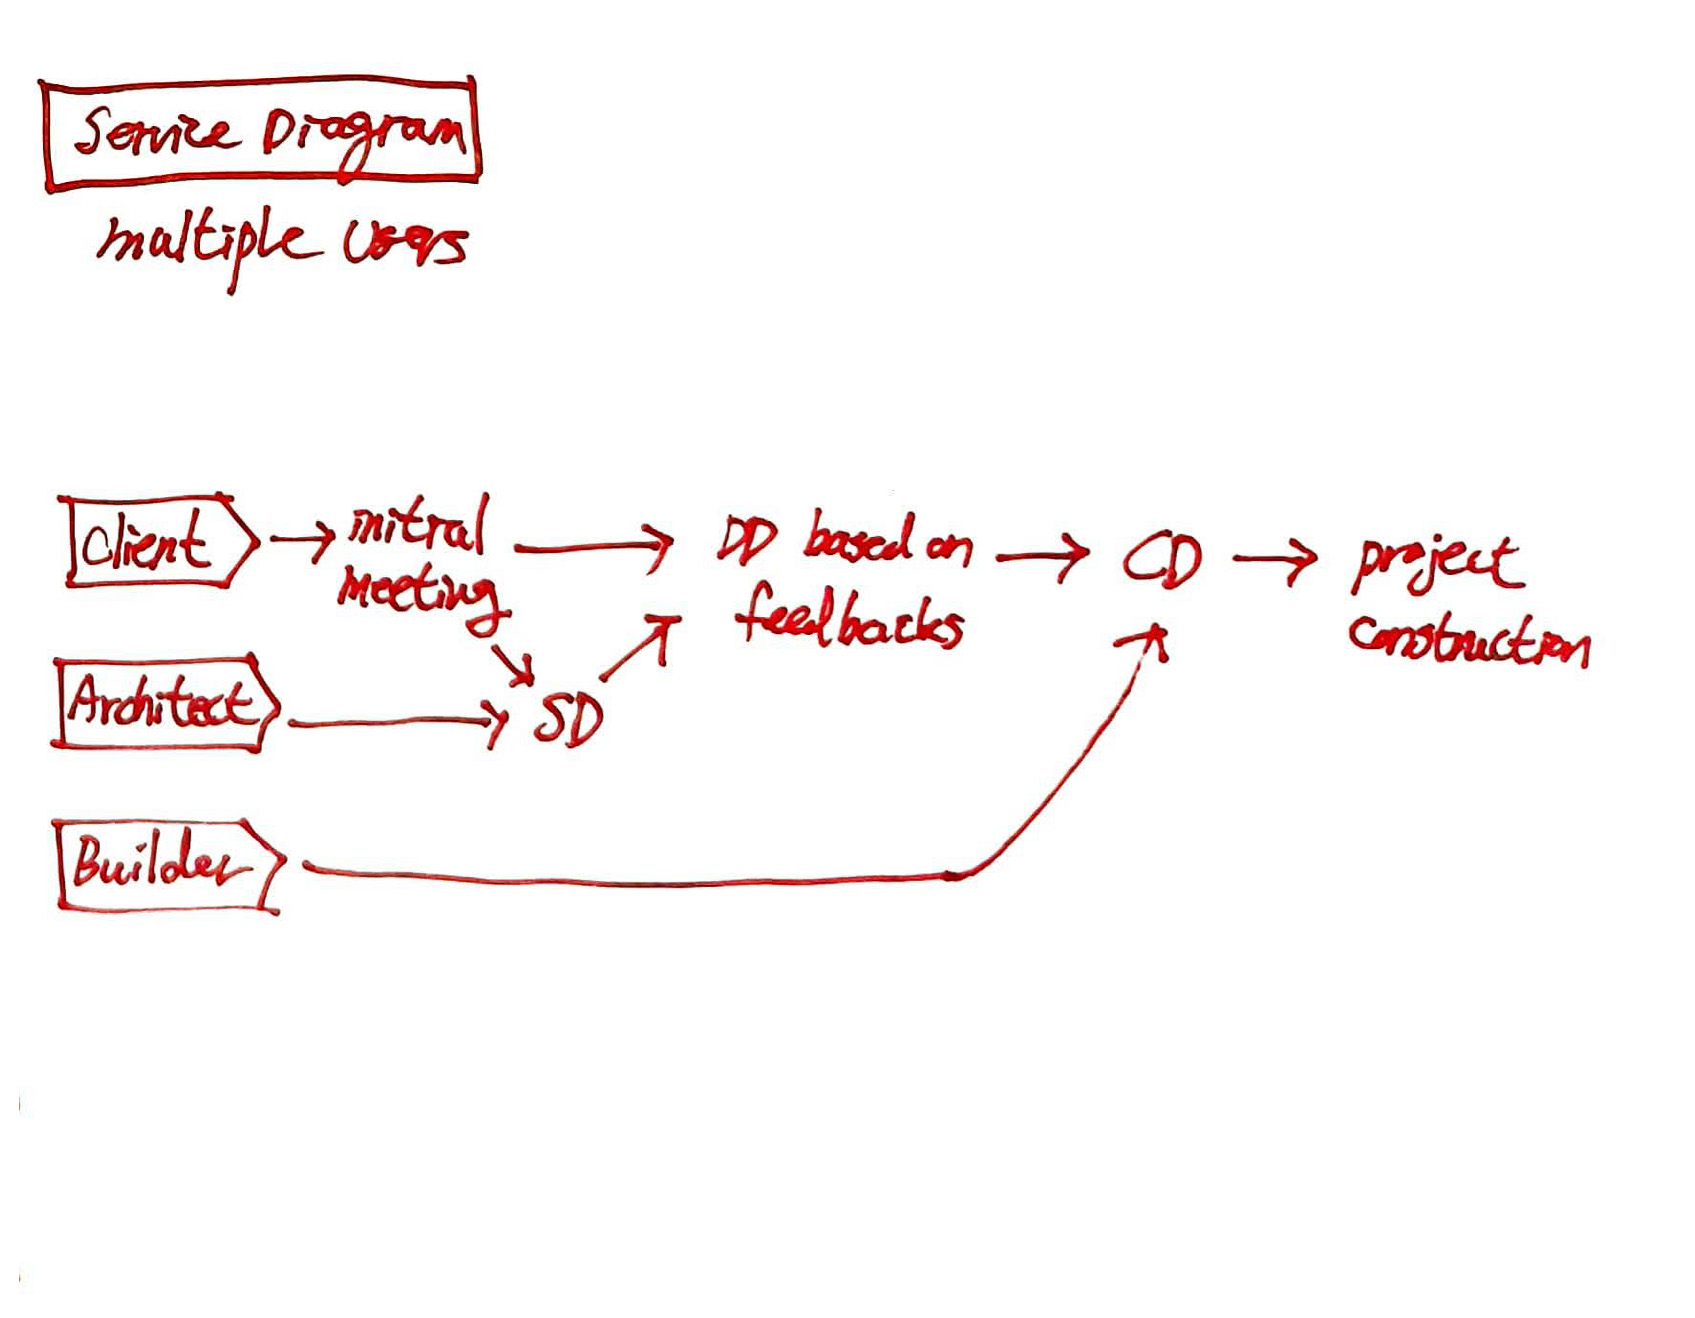 Service Diagram
multiple users
Client
initial
meeting
DD based on
feedbacks
CD
project
construction
Architect
SD
Builder